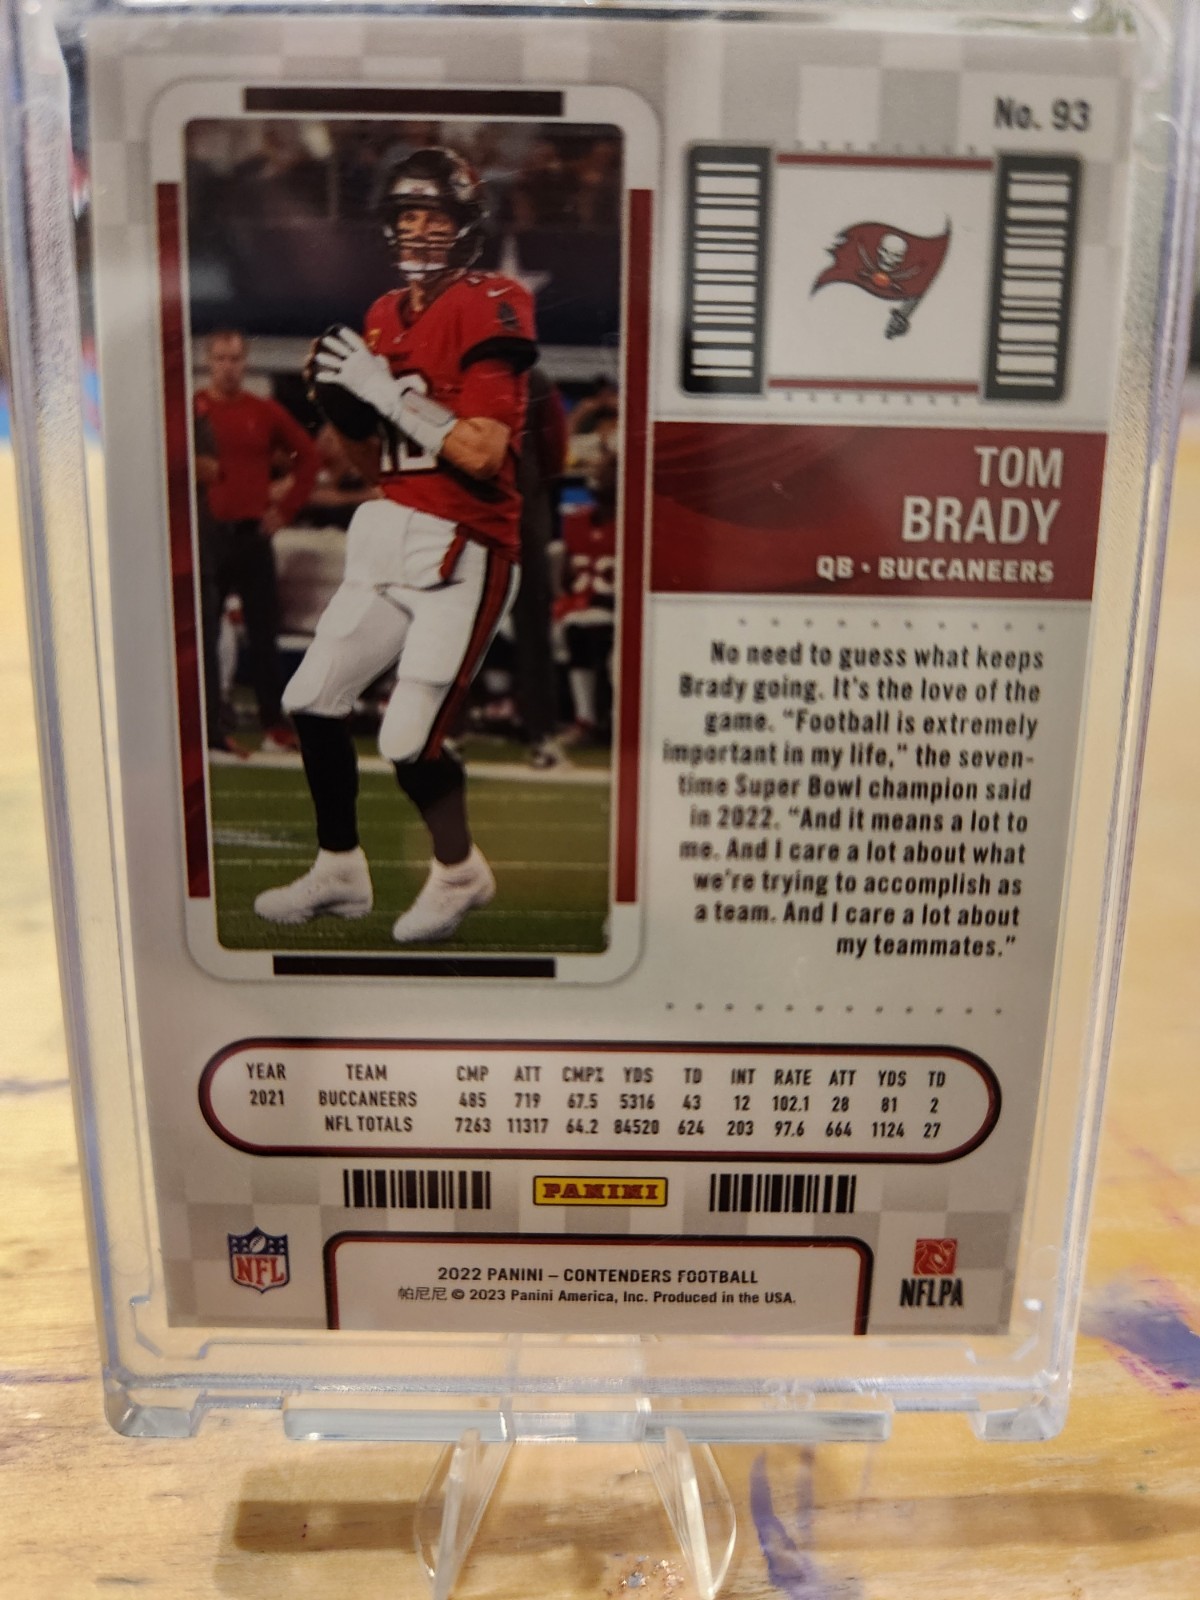 No. 93
TOM
BRADY
QB • BUCCANEERS
No need to guess what keeps
Brady going. It's the love of the
game. "Football is extremely
important in my life," the seven-
time Super Bowl champion said
in 2022. "And it means a lot to
me. And I care a lot about what
we're trying to accomplish as
a team. And I care a lot about
my teammates."
YEAR TEAM CMP ATT CMP% YDS TD INT RATE ATT YDS TD
2021 BUCCANEERS 485 719 67.5 5316 43 12 102.1 28 81 2
NFL TOTALS 7263 11317 64.2 84520 624 203 97.6 664 1124 27
PANINI
NFL
2022 PANINI – CONTENDERS FOOTBALL
帕尼尼 © 2023 Panini America, Inc. Produced in the USA.
NFLPA